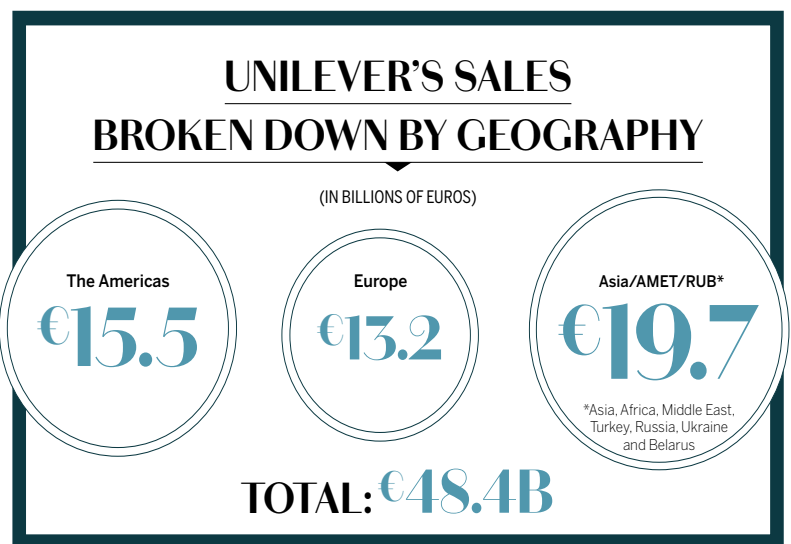 UNILEVER’S SALES
BROKEN DOWN BY GEOGRAPHY
(IN BILLIONS OF EUROS)
The Americas
€15.5
Europe
€13.2
Asia/AMET/RUB*
€19.7
*Asia, Africa, Middle East,
Turkey, Russia, Ukraine
and Belarus
TOTAL: €48.4B